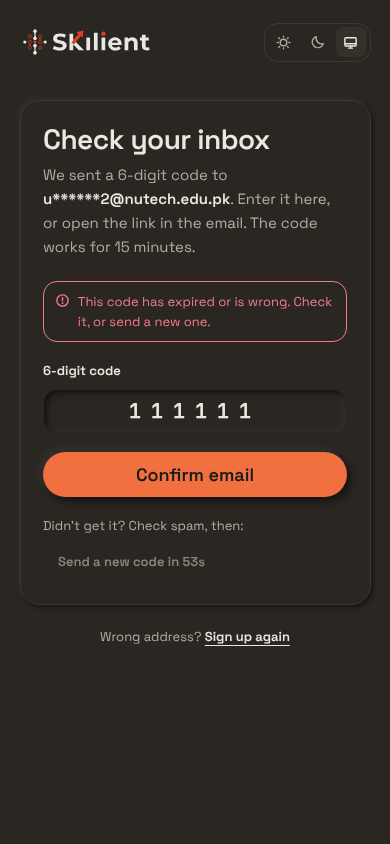 Skilient
Check your inbox
We sent a 6-digit code to
u******2@nutech.edu.pk. Enter it here,
or open the link in the email. The code
works for 15 minutes.
This code has expired or is wrong. Check
it, or send a new one.
6-digit code
111111
Confirm email
Didn't get it? Check spam, then:
Send a new code in 53s
Wrong address? Sign up again